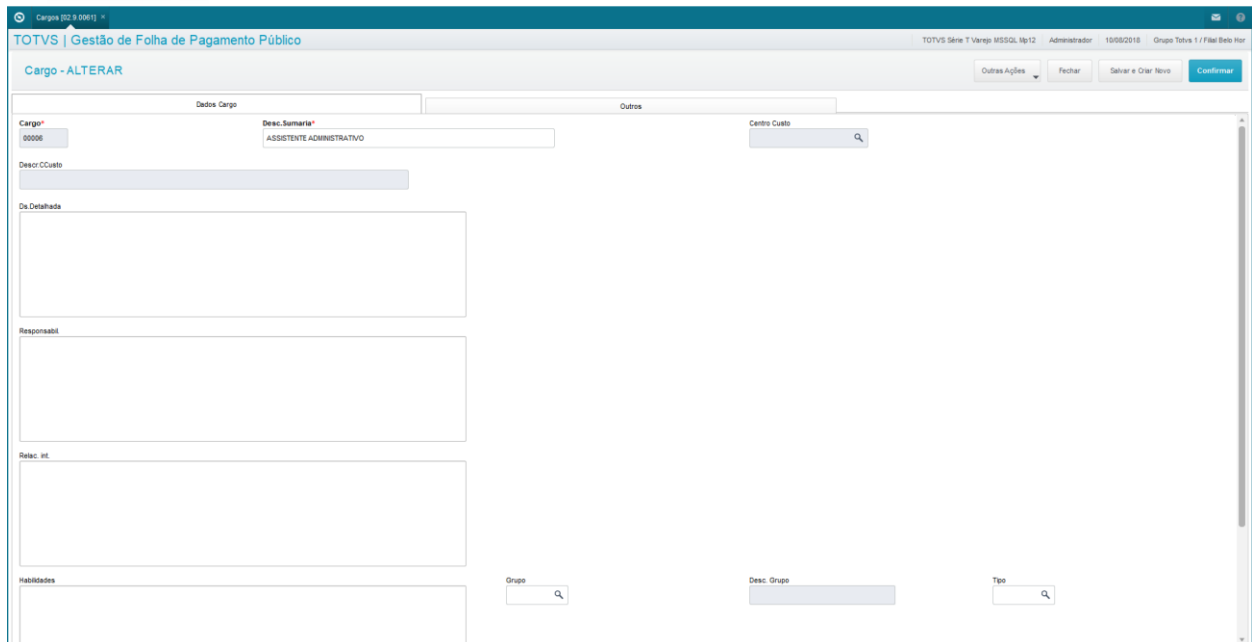 Cargos [02.9.0061] ×
TOTVS | Gestão de Folha de Pagamento Público
TOTVS Série T Varejo MSSQL Mp12 Administrador 10/08/2018 Grupo Totvs 1 / Filial Belo Hor
Cargo - ALTERAR
Outras Ações Fechar Salvar e Criar Novo Confirmar
Dados Cargo Outros
Cargo* Desc.Sumaria* Centro Custo
00006 ASSISTENTE ADMINISTRATIVO
Descr.CCusto
Ds.Detalhada
Responsabil.
Relac. int.
Habilidades Grupo Desc. Grupo Tipo